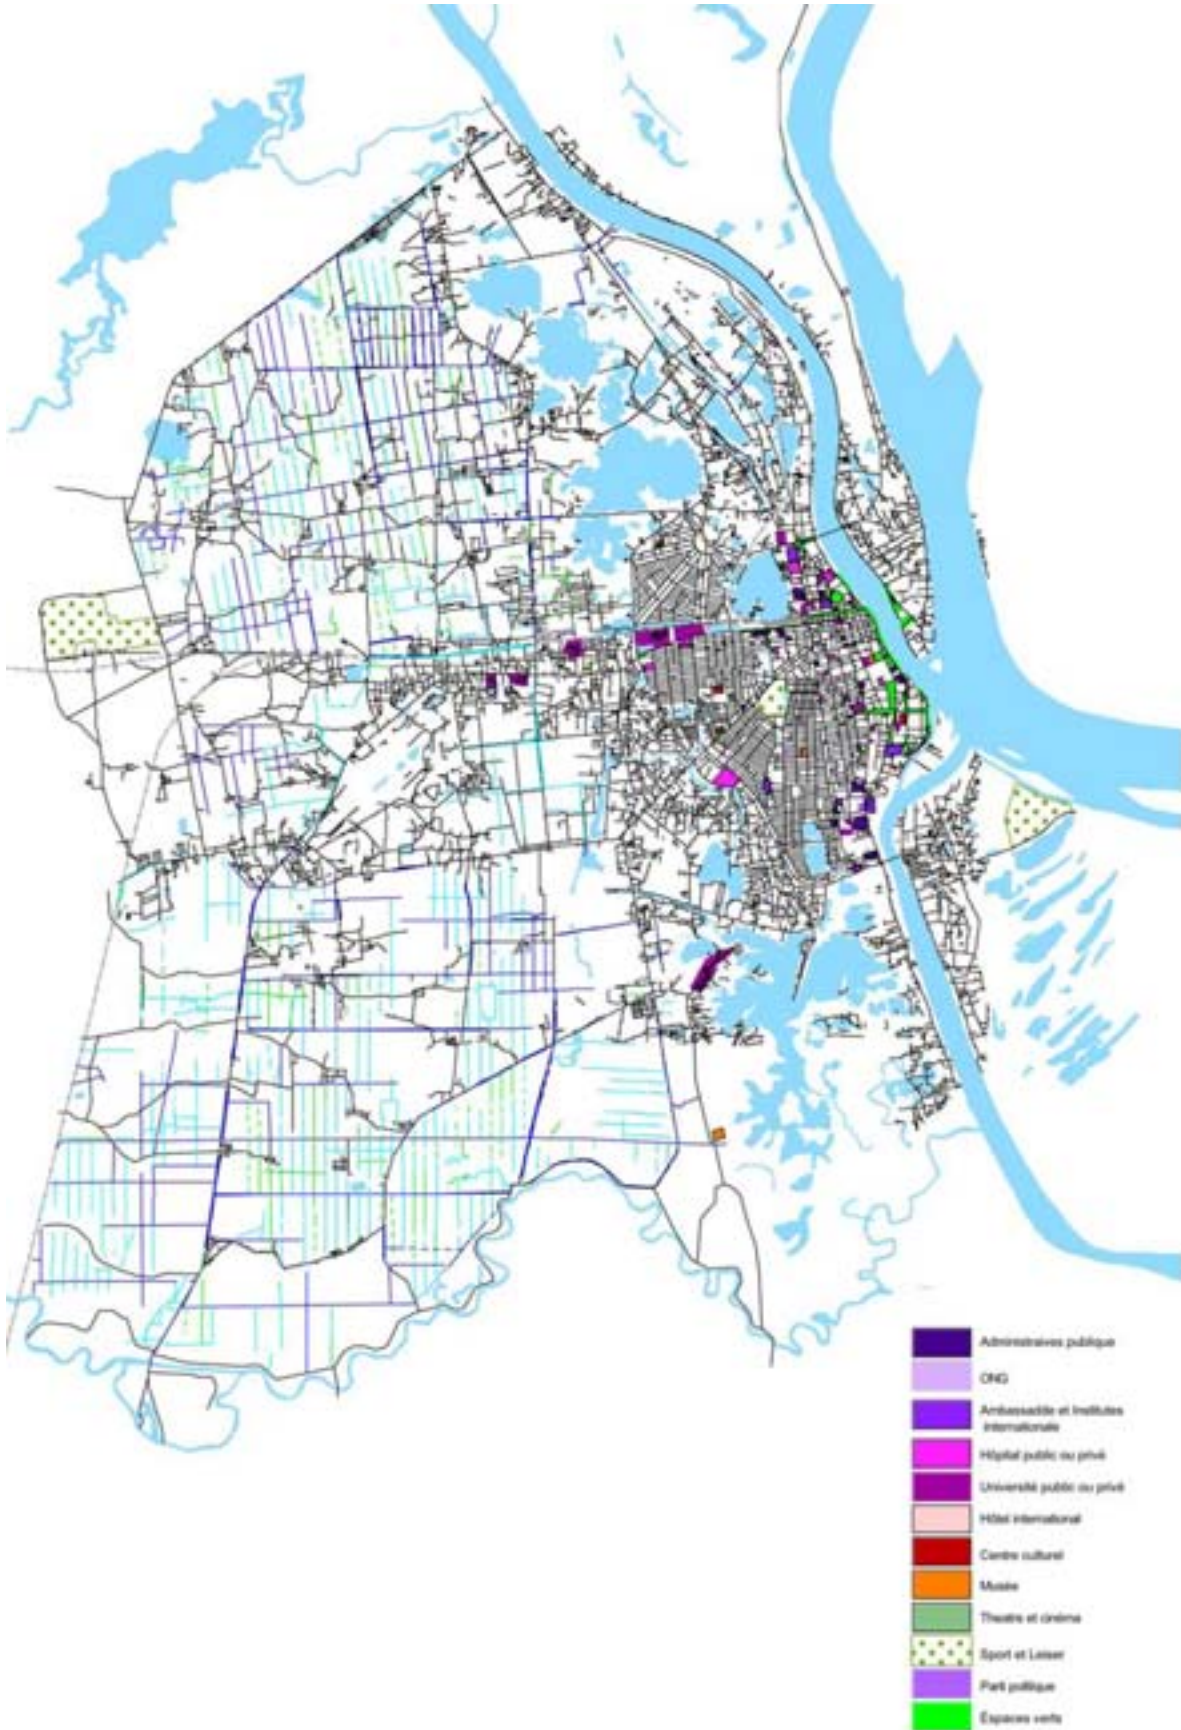 Administraives publique
ONG
Ambassadde et Institutes
internationale
Hôpital public ou privé
Université public ou privé
Hôtel international
Centre culturel
Musée
Theatre et cinéma
Sport et Leiser
Parti politique
Espaces verts